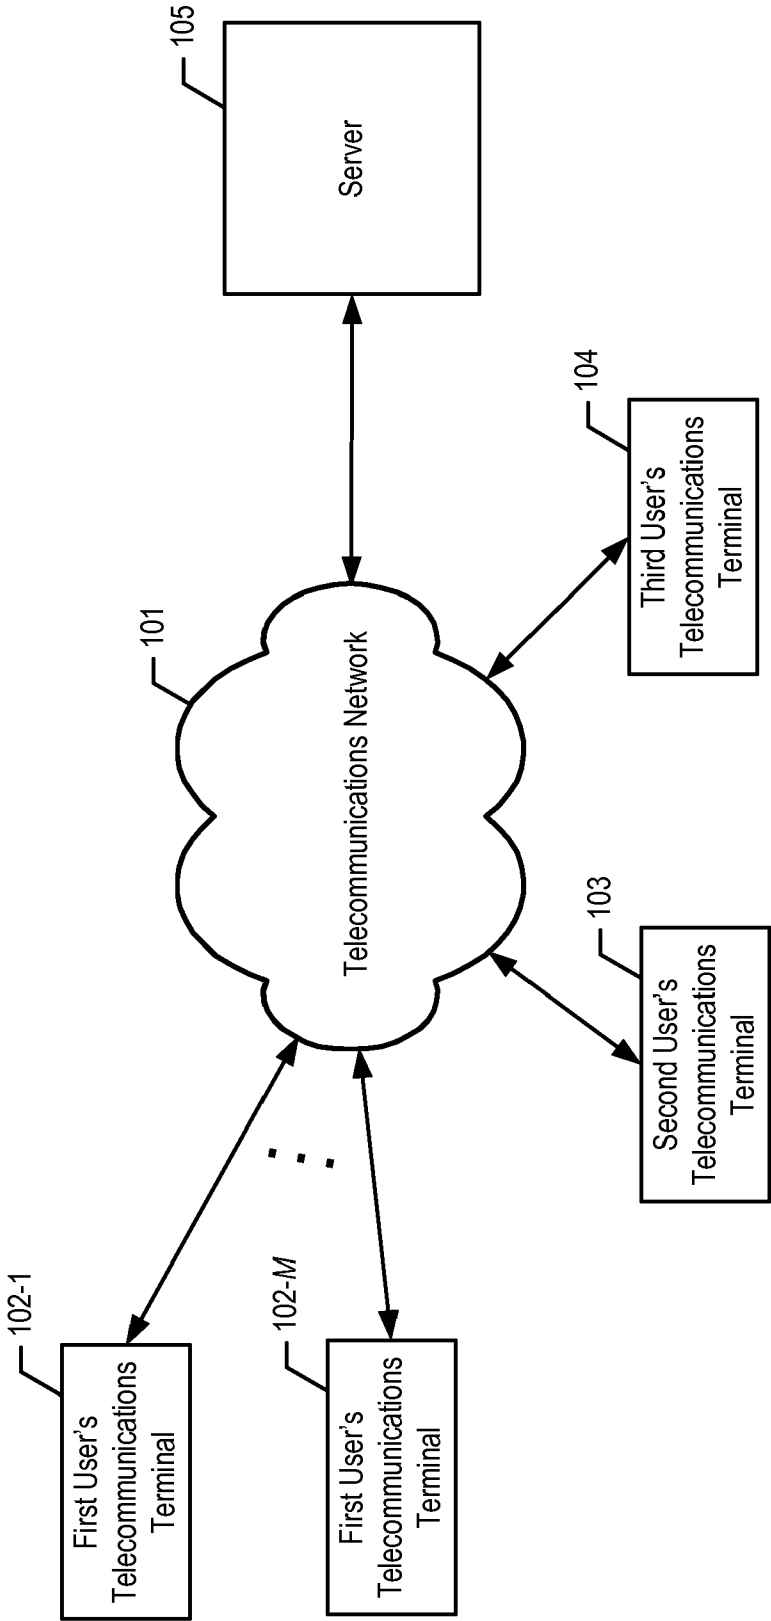 102-1
First User's
Telecommunications
Terminal
102-M
First User's
Telecommunications
Terminal
101
Telecommunications Network
105
Server
103
Second User's
Telecommunications
Terminal
104
Third User's
Telecommunications
Terminal